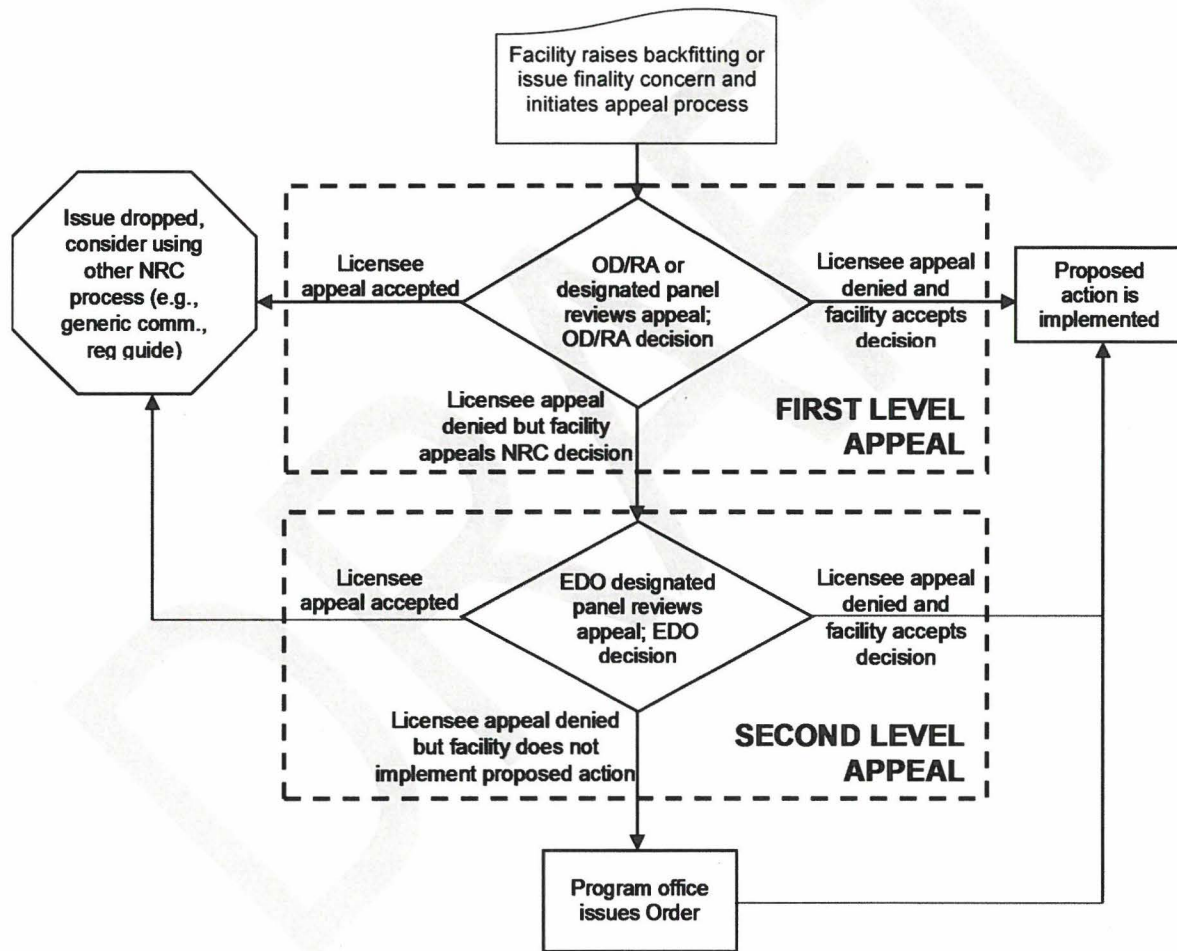 Facility raises backfitting or
issue finality concern and
initiates appeal process
Issue dropped,
consider using
other NRC
process (e.g.,
generic comm.,
reg guide)
Licensee
appeal accepted
OD/RA or
designated panel
reviews appeal;
OD/RA decision
Licensee appeal
denied and
facility accepts
decision
Proposed
action is
implemented
Licensee appeal
denied but facility
appeals NRC decision
FIRST LEVEL
APPEAL
Licensee
appeal accepted
EDO designated
panel reviews
appeal; EDO
decision
Licensee appeal
denied and
facility accepts
decision
Licensee appeal denied
but facility does not
implement proposed action
SECOND LEVEL
APPEAL
Program office
issues Order
DRAFT